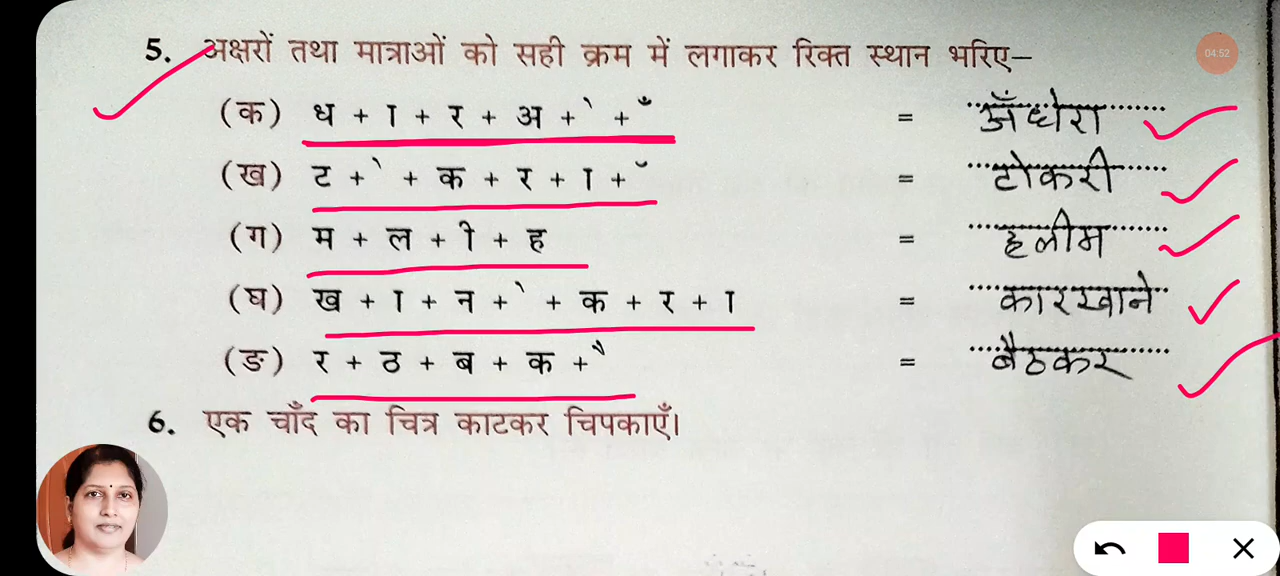 04:52
5. अक्षरों तथा मात्राओं को सही क्रम में लगाकर रिक्त स्थान भरिए–
(क) ध + ा + र + अ + े + ँ = अँधेरा
(ख) ट + े + क + र + ा + ँ = टोकरी
(ग) म + ल + ी + ह = हलीम
(घ) ख + ा + न + े + क + र + ा = कारखाने
(ङ) र + ठ + ब + क + ै = बैठकर
6. एक चाँद का चित्र काटकर चिपकाएँ।